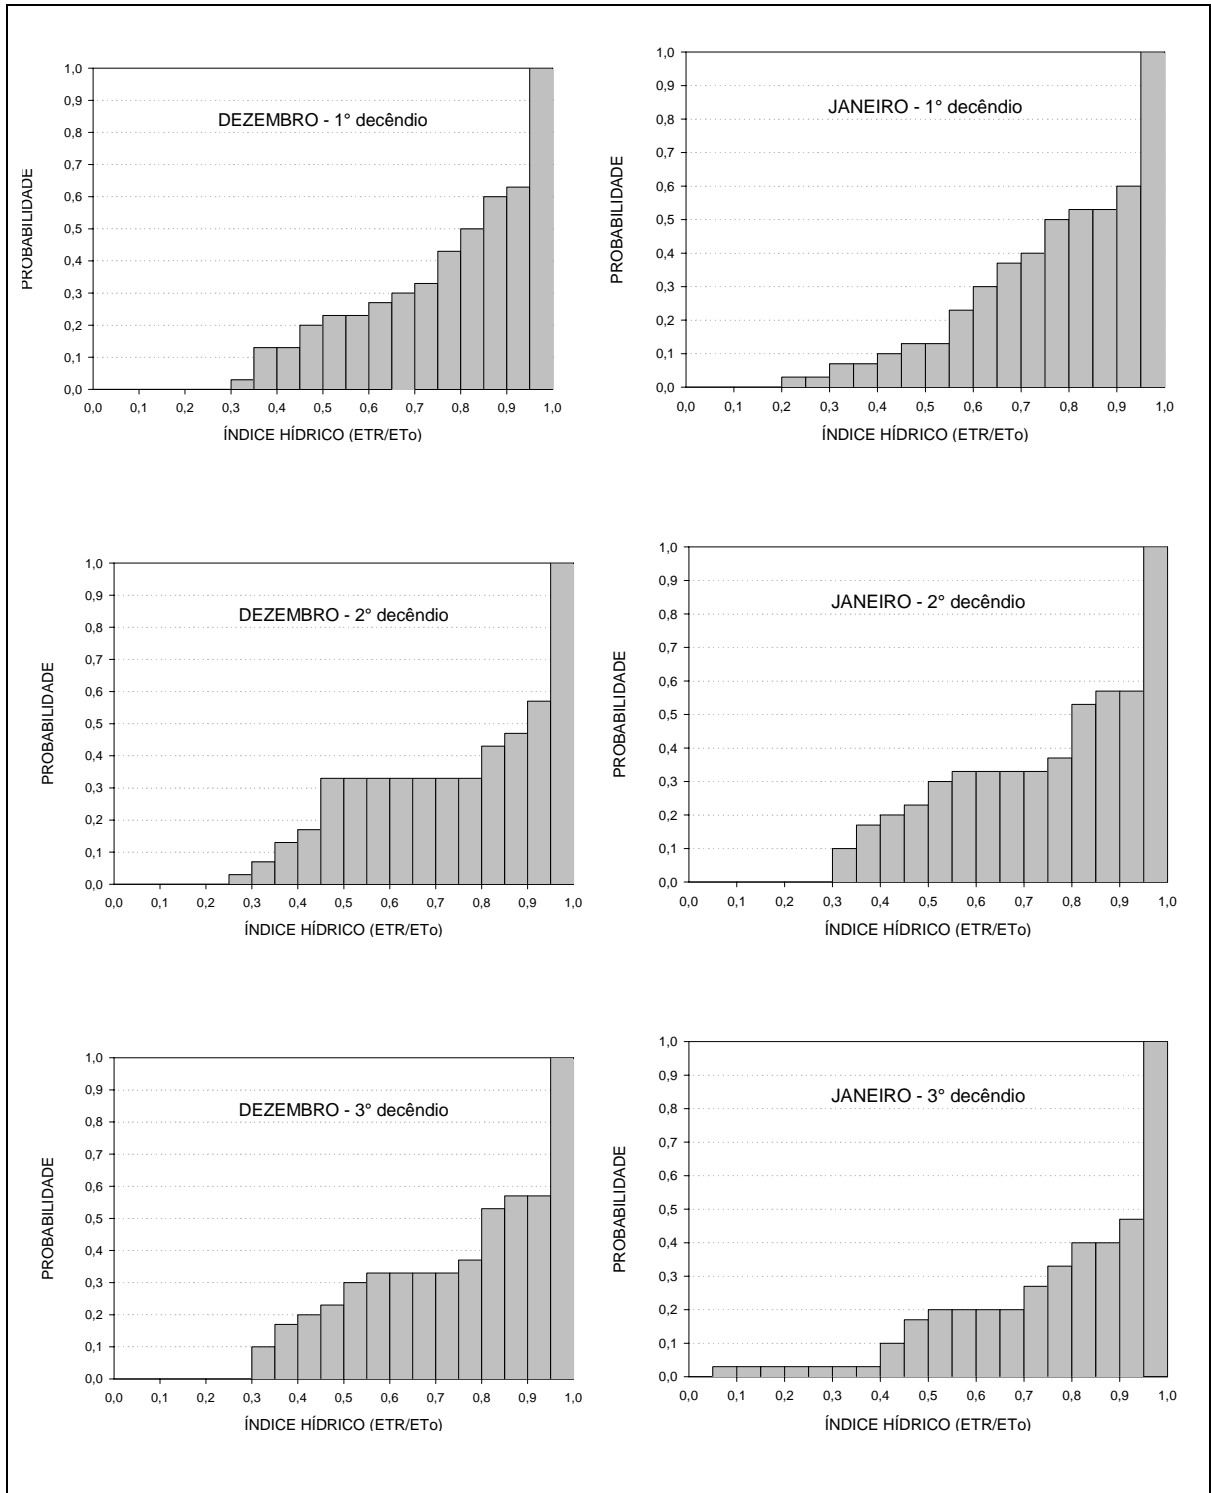 DEZEMBRO - 1° decêndio
PROBABILIDADE
1,0
0,9
0,8
0,7
0,6
0,5
0,4
0,3
0,2
0,1
0,0
0,0 0,1 0,2 0,3 0,4 0,5 0,6 0,7 0,8 0,9 1,0
ÍNDICE HÍDRICO (ETR/ETo)
JANEIRO - 1° decêndio
PROBABILIDADE
1,0
0,9
0,8
0,7
0,6
0,5
0,4
0,3
0,2
0,1
0,0
0,0 0,1 0,2 0,3 0,4 0,5 0,6 0,7 0,8 0,9 1,0
ÍNDICE HÍDRICO (ETR/ETo)
DEZEMBRO - 2° decêndio
PROBABILIDADE
1,0
0,9
0,8
0,7
0,6
0,5
0,4
0,3
0,2
0,1
0,0
0,0 0,1 0,2 0,3 0,4 0,5 0,6 0,7 0,8 0,9 1,0
ÍNDICE HÍDRICO (ETR/ETo)
JANEIRO - 2° decêndio
PROBABILIDADE
1,0
0,9
0,8
0,7
0,6
0,5
0,4
0,3
0,2
0,1
0,0
0,0 0,1 0,2 0,3 0,4 0,5 0,6 0,7 0,8 0,9 1,0
ÍNDICE HÍDRICO (ETR/ETo)
DEZEMBRO - 3° decêndio
PROBABILIDADE
1,0
0,9
0,8
0,7
0,6
0,5
0,4
0,3
0,2
0,1
0,0
0,0 0,1 0,2 0,3 0,4 0,5 0,6 0,7 0,8 0,9 1,0
ÍNDICE HÍDRICO (ETR/ETo)
JANEIRO - 3° decêndio
PROBABILIDADE
1,0
0,9
0,8
0,7
0,6
0,5
0,4
0,3
0,2
0,1
0,0
0,0 0,1 0,2 0,3 0,4 0,5 0,6 0,7 0,8 0,9 1,0
ÍNDICE HÍDRICO (ETR/ETo)